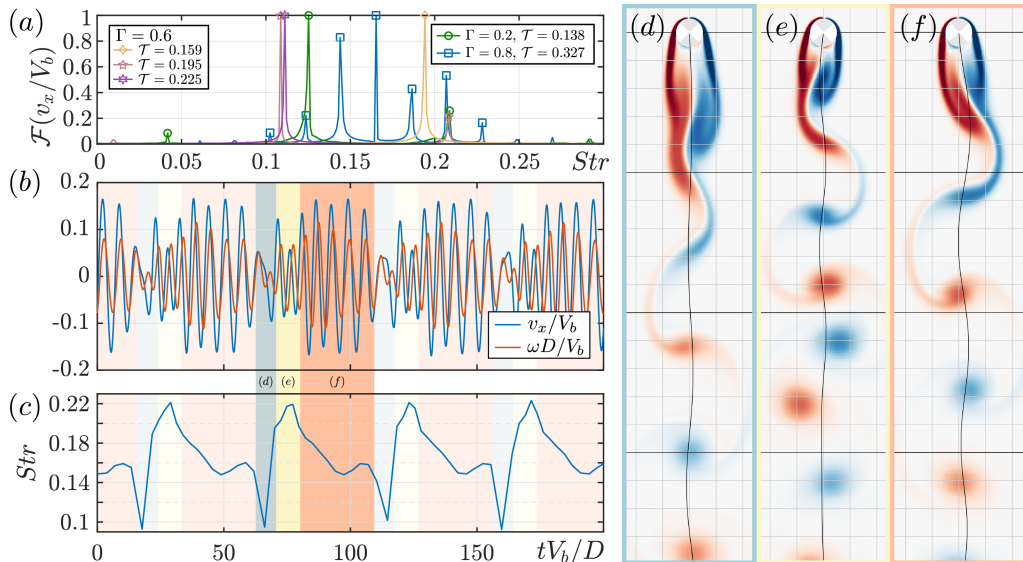 (a)
1
0.8
0.6
0.4
0.2
0
F(v_x/V_b)
Γ = 0.6
T = 0.159
T = 0.195
T = 0.225
Γ = 0.2, T = 0.138
Γ = 0.8, T = 0.327
0 0.05 0.1 0.15 0.2 0.25 Str
(b)
0.2
0.1
0
-0.1
-0.2
v_x/V_b
ωD/V_b
(d) (e) (f)
(c)
0.22
0.18
0.14
0.1
Str
0 50 100 150 tV_b/D
(d) (e) (f)